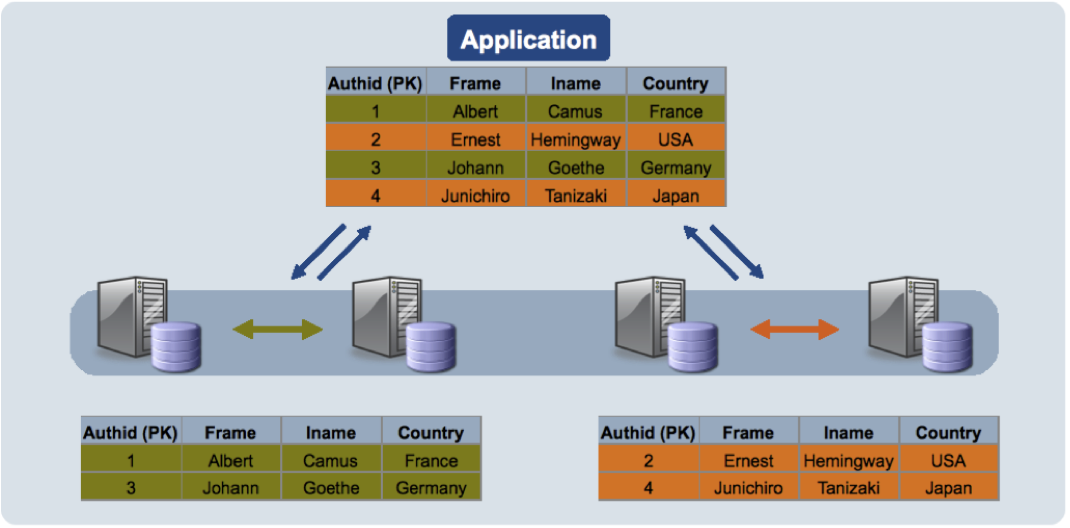 Application
Authid (PK) Frame Iname Country
1 Albert Camus France
2 Ernest Hemingway USA
3 Johann Goethe Germany
4 Junichiro Tanizaki Japan
Authid (PK) Frame Iname Country
1 Albert Camus France
3 Johann Goethe Germany
Authid (PK) Frame Iname Country
2 Ernest Hemingway USA
4 Junichiro Tanizaki Japan